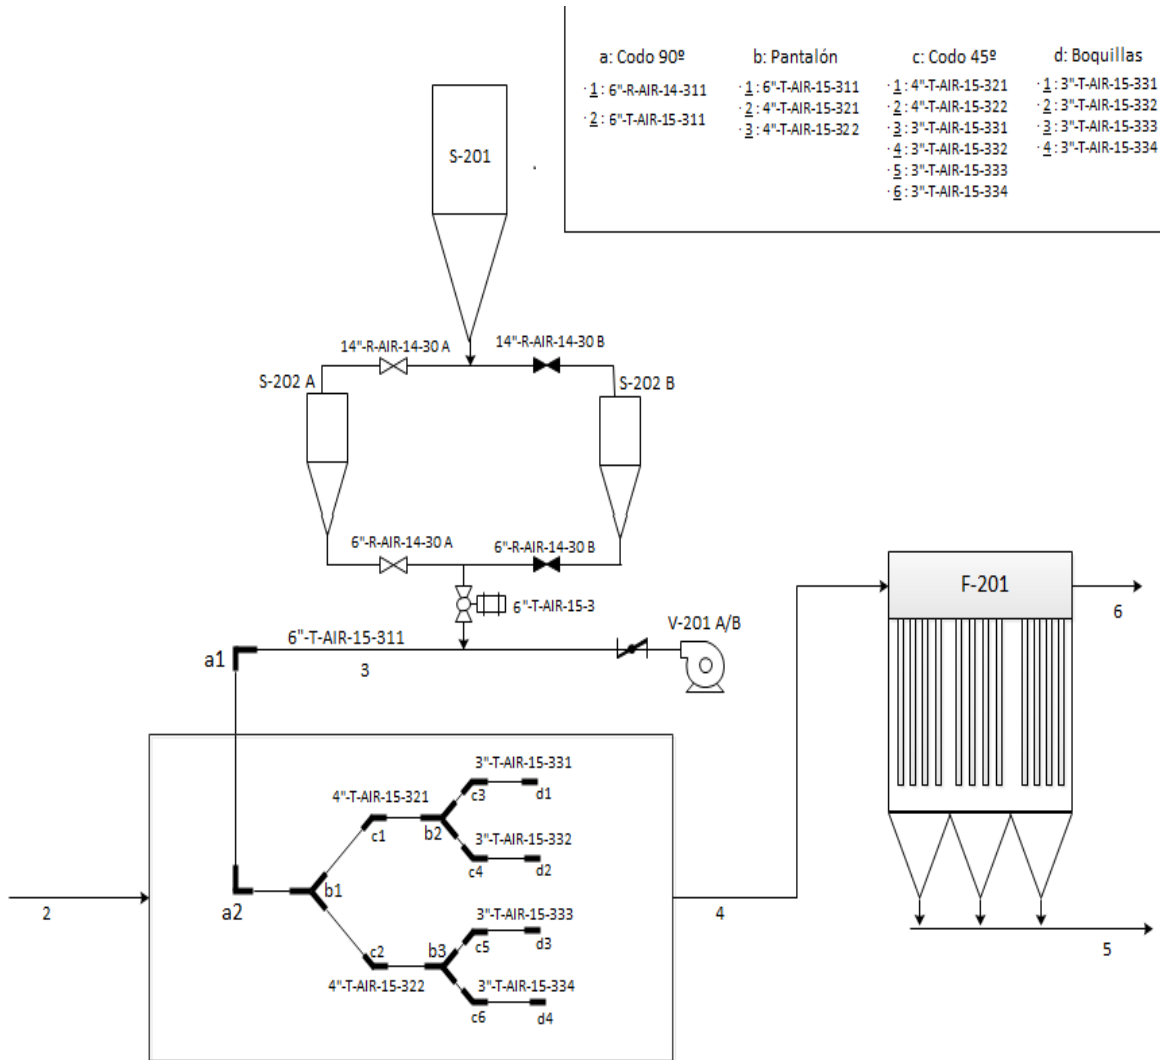 a: Codo 90º
· 1 : 6"-R-AIR-14-311
· 2 : 6"-T-AIR-15-311
b: Pantalón
· 1 : 6"-T-AIR-15-311
· 2 : 4"-T-AIR-15-321
· 3 : 4"-T-AIR-15-322
c: Codo 45º
· 1 : 4"-T-AIR-15-321
· 2 : 4"-T-AIR-15-322
· 3 : 3"-T-AIR-15-331
· 4 : 3"-T-AIR-15-332
· 5 : 3"-T-AIR-15-333
· 6 : 3"-T-AIR-15-334
d: Boquillas
· 1 : 3"-T-AIR-15-331
· 2 : 3"-T-AIR-15-332
· 3 : 3"-T-AIR-15-333
· 4 : 3"-T-AIR-15-334
S-201
14"-R-AIR-14-30 A
14"-R-AIR-14-30 B
S-202 A
S-202 B
6"-R-AIR-14-30 A
6"-R-AIR-14-30 B
6"-T-AIR-15-3
F-201
6
V-201 A/B
6"-T-AIR-15-311
a1
3
3"-T-AIR-15-331
c3
d1
4"-T-AIR-15-321
c1
b2
3"-T-AIR-15-332
c4
d2
b1
a2
2
4
3"-T-AIR-15-333
c5
d3
c2
b3
4"-T-AIR-15-322
3"-T-AIR-15-334
c6
d4
5